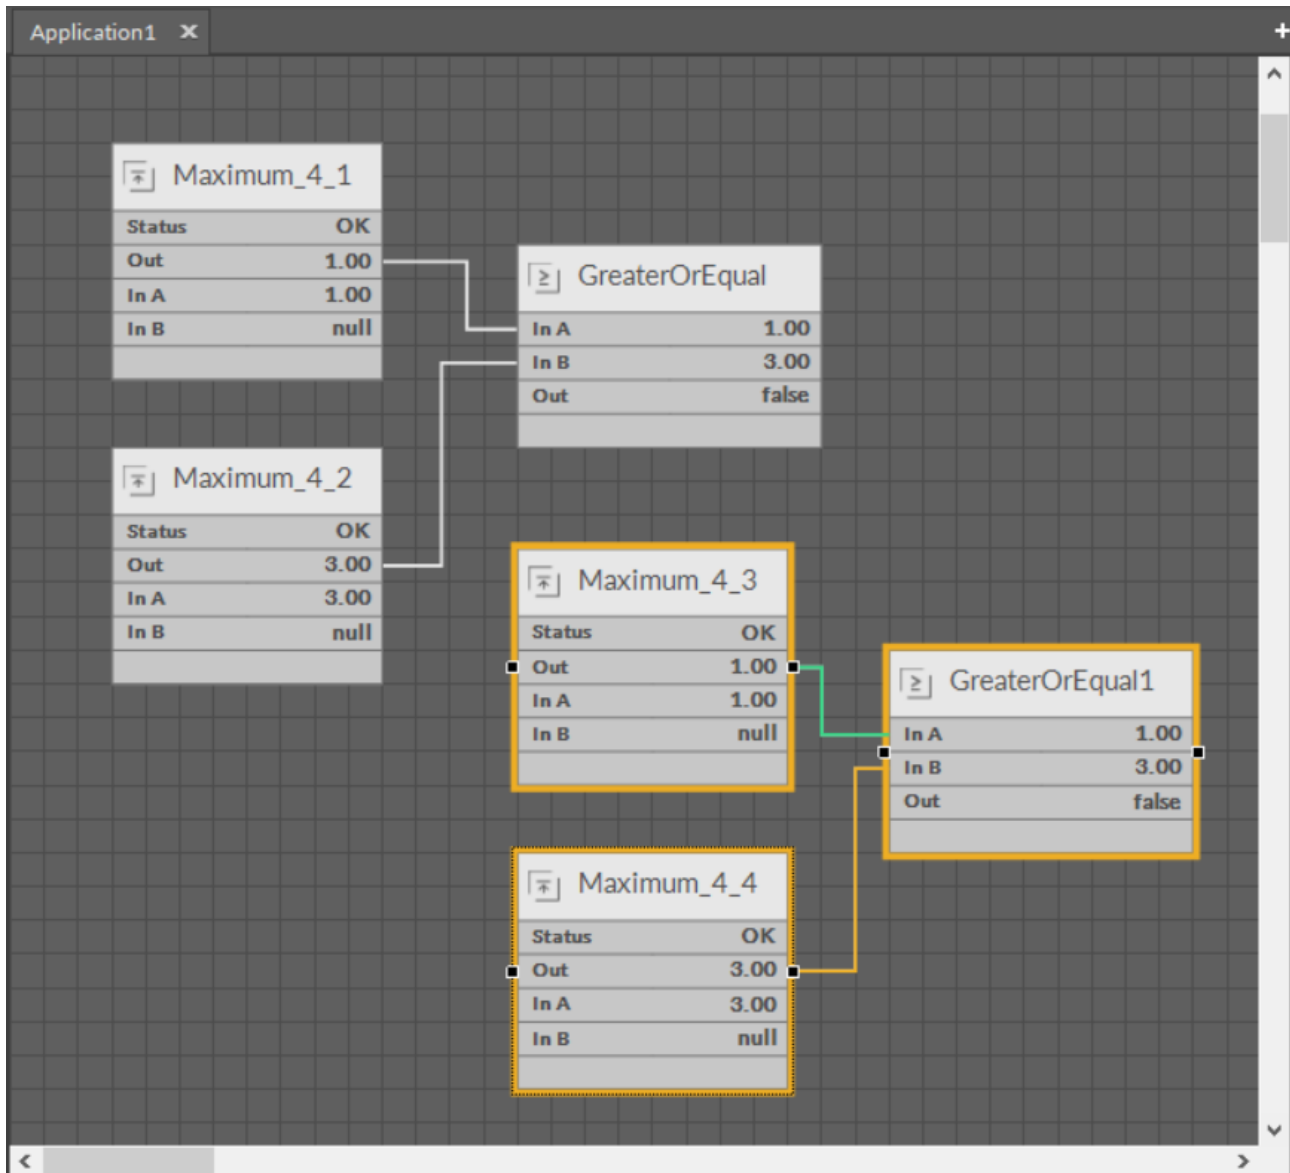 Application1
Maximum_4_1
Status OK
Out 1.00
In A 1.00
In B null
GreaterOrEqual
In A 1.00
In B 3.00
Out false
Maximum_4_2
Status OK
Out 3.00
In A 3.00
In B null
Maximum_4_3
Status OK
Out 1.00
In A 1.00
In B null
GreaterOrEqual1
In A 1.00
In B 3.00
Out false
Maximum_4_4
Status OK
Out 3.00
In A 3.00
In B null